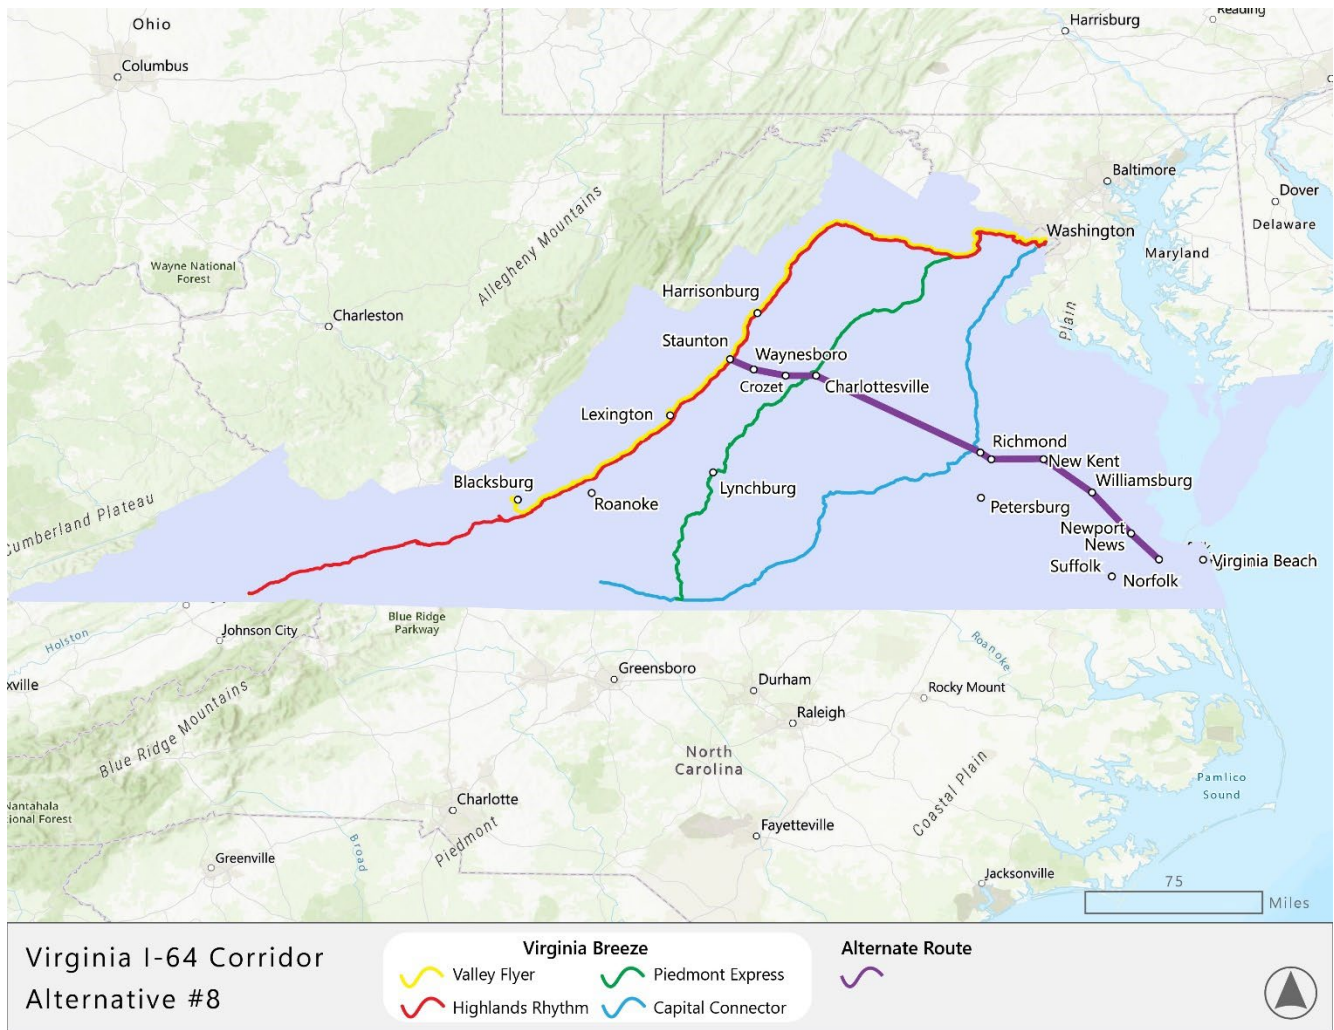 Ohio
Columbus
Harrisburg
Reading
Baltimore
Dover
Delaware
Washington
Maryland
Plain
Allegheny Mountains
Wayne National
Forest
Charleston
Harrisonburg
Staunton
Waynesboro
Crozet
Charlottesville
Lexington
Richmond
New Kent
Williamsburg
Blacksburg
Roanoke
Lynchburg
Petersburg
Newport
News
Suffolk
Norfolk
Virginia Beach
Cumberland Plateau
Blue Ridge
Parkway
Johnson City
Holston
xville
Blue Ridge Mountains
Greensboro
Durham
Raleigh
Rocky Mount
Roanoke
North
Carolina
Coastal Plain
Pamlico
Sound
Nantahala
ional Forest
Charlotte
Piedmont
Fayetteville
Greenville
Broad
Jacksonville
75
Miles
Virginia I-64 Corridor
Alternative #8
Virginia Breeze
Valley Flyer
Piedmont Express
Highlands Rhythm
Capital Connector
Alternate Route